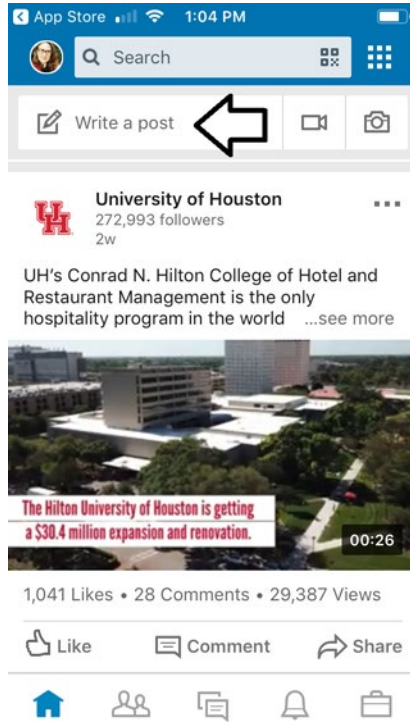 App Store 1:04 PM
Search
Write a post
University of Houston
272,993 followers
2w
UH's Conrad N. Hilton College of Hotel and
Restaurant Management is the only
hospitality program in the world ...see more
The Hilton University of Houston is getting
a $30.4 million expansion and renovation.
00:26
1,041 Likes • 28 Comments • 29,387 Views
Like Comment Share